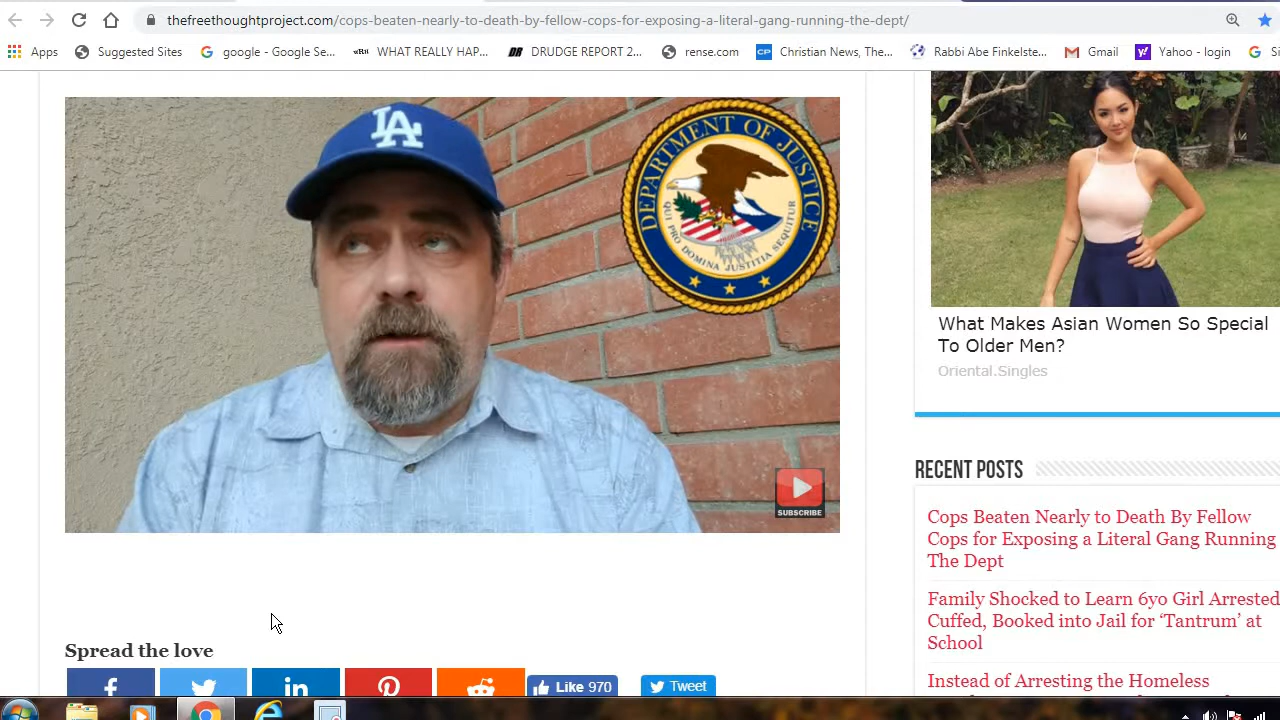 thefreethoughtproject.com/cops-beaten-nearly-to-death-by-fellow-cops-for-exposing-a-literal-gang-running-the-dept/
Apps
Suggested Sites
google - Google Se...
WRH
WHAT REALLY HAP...
DR
DRUDGE REPORT 2...
rense.com
CP
Christian News, The...
Rabbi Abe Finkelste...
Gmail
Yahoo - login
LA
DEPARTMENT OF JUSTICE
QUI PRO DOMINA JUSTITIA SEQUITUR
SUBSCRIBE
What Makes Asian Women So Special
To Older Men?
Oriental.Singles
RECENT POSTS
Cops Beaten Nearly to Death By Fellow
Cops for Exposing a Literal Gang Running
The Dept
Family Shocked to Learn 6yo Girl Arrested
Cuffed, Booked into Jail for ‘Tantrum’ at
School
Instead of Arresting the Homeless
Spread the love
f
in
Like 970
Tweet